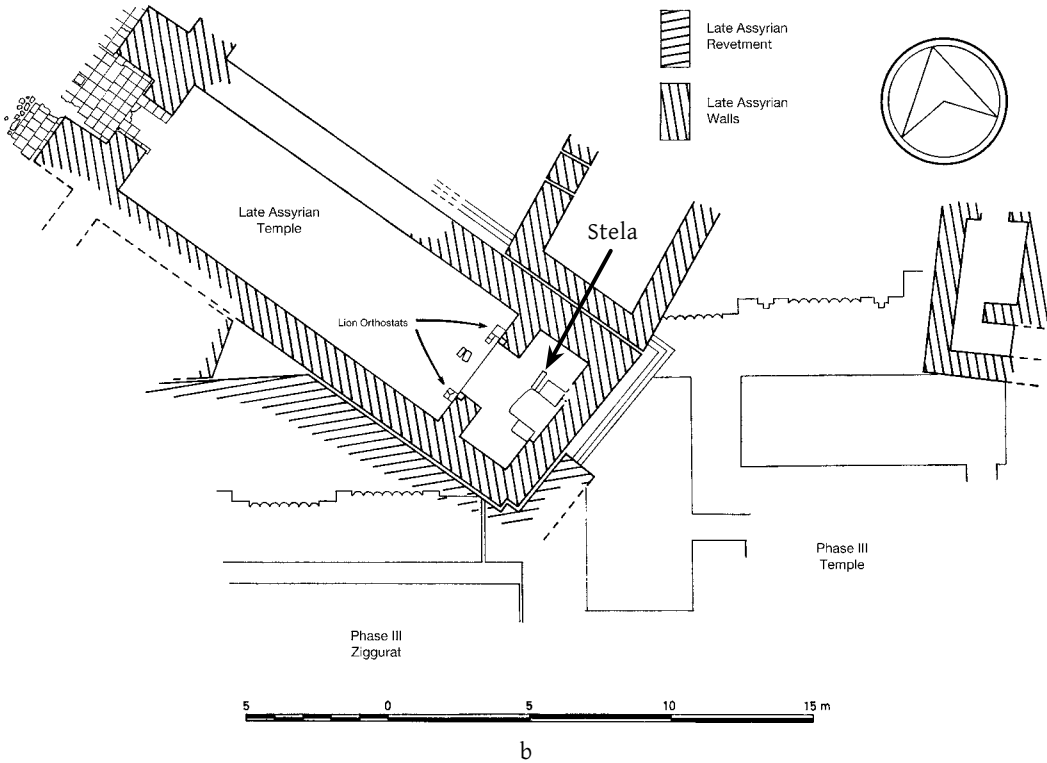 Late Assyrian
Revetment
Late Assyrian
Walls
Late Assyrian
Temple
Stela
Lion Orthostats
Phase III
Temple
Phase III
Ziggurat
5 0 5 10 15 m
b